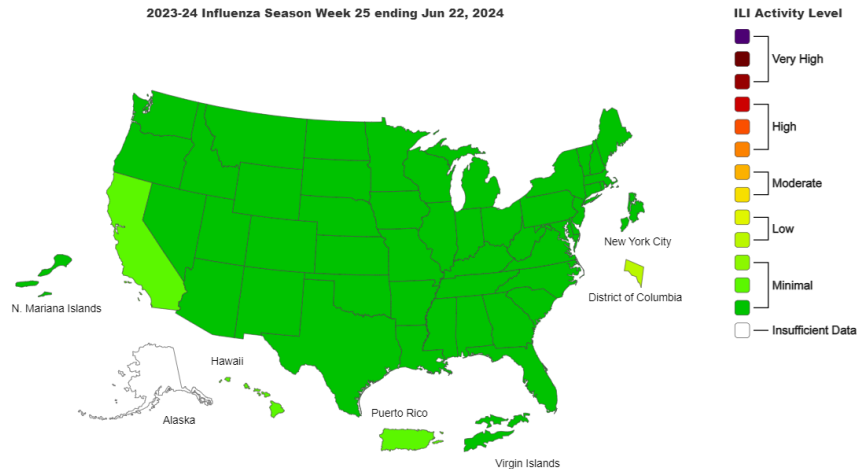 2023-24 Influenza Season Week 25 ending Jun 22, 2024
ILI Activity Level
Very High
High
Moderate
Low
Minimal
Insufficient Data
New York City
District of Columbia
N. Mariana Islands
Hawaii
Alaska
Puerto Rico
Virgin Islands